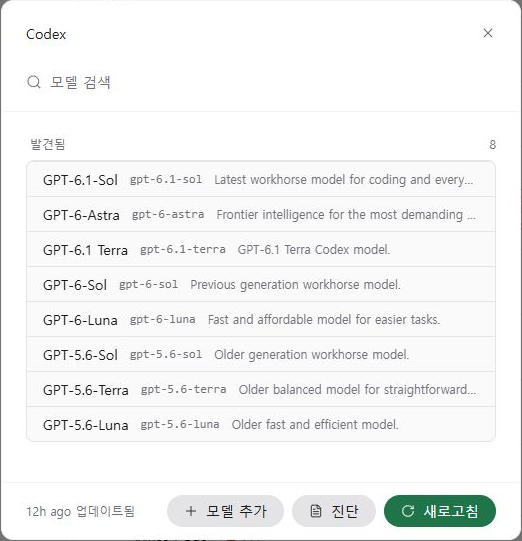 Codex
모델 검색
발견됨 8
GPT-6.1-Sol gpt-6.1-sol Latest workhorse model for coding and every...
GPT-6-Astra gpt-6-astra Frontier intelligence for the most demanding ...
GPT-6.1 Terra gpt-6.1-terra GPT-6.1 Terra Codex model.
GPT-6-Sol gpt-6-sol Previous generation workhorse model.
GPT-6-Luna gpt-6-luna Fast and affordable model for easier tasks.
GPT-5.6-Sol gpt-5.6-sol Older generation workhorse model.
GPT-5.6-Terra gpt-5.6-terra Older balanced model for straightforward...
GPT-5.6-Luna gpt-5.6-luna Older fast and efficient model.
12h ago 업데이트됨 모델 추가 진단 새로고침